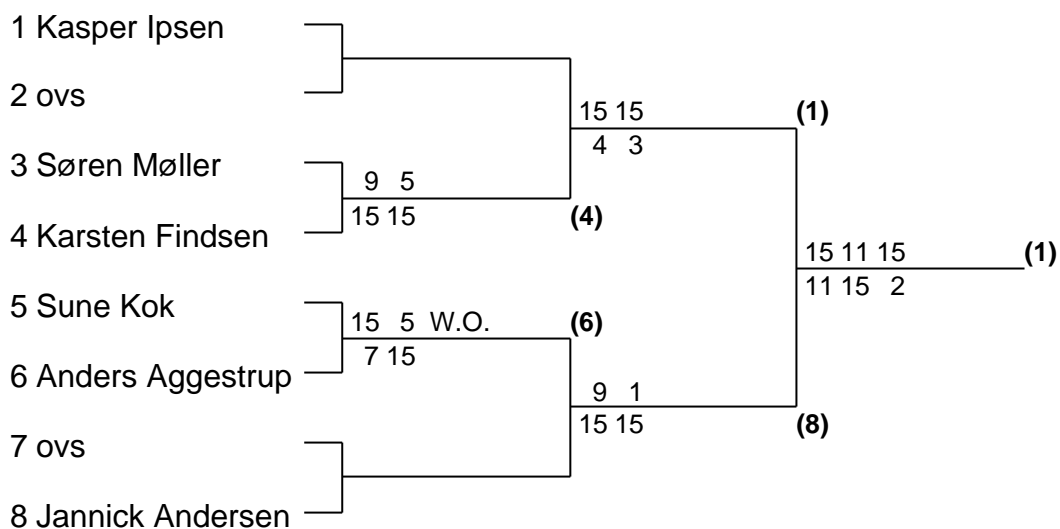 1 Kasper Ipsen
2 ovs
15 15 (1)
4 3
3 Søren Møller
9 5
15 15 (4)
4 Karsten Findsen
15 11 15 (1)
11 15 2
5 Sune Kok
15 5 W.O. (6)
7 15
6 Anders Aggestrup
9 1
15 15 (8)
7 ovs
8 Jannick Andersen